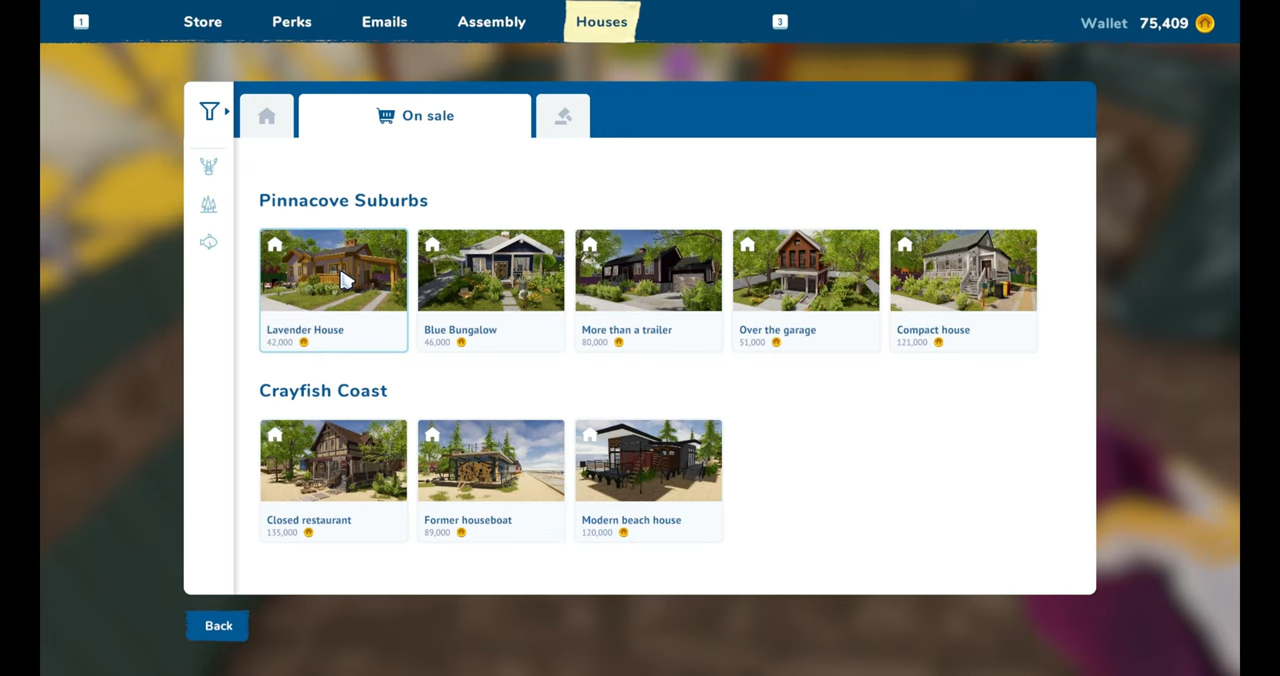 1 Store Perks Emails Assembly Houses 3 Wallet 75,409
On sale
Pinnacove Suburbs
Lavender House Blue Bungalow More than a trailer Over the garage Compact house
42,000 46,000 80,000 51,000 121,000
Crayfish Coast
Closed restaurant Former houseboat Modern beach house
135,000 89,000 120,000
Back